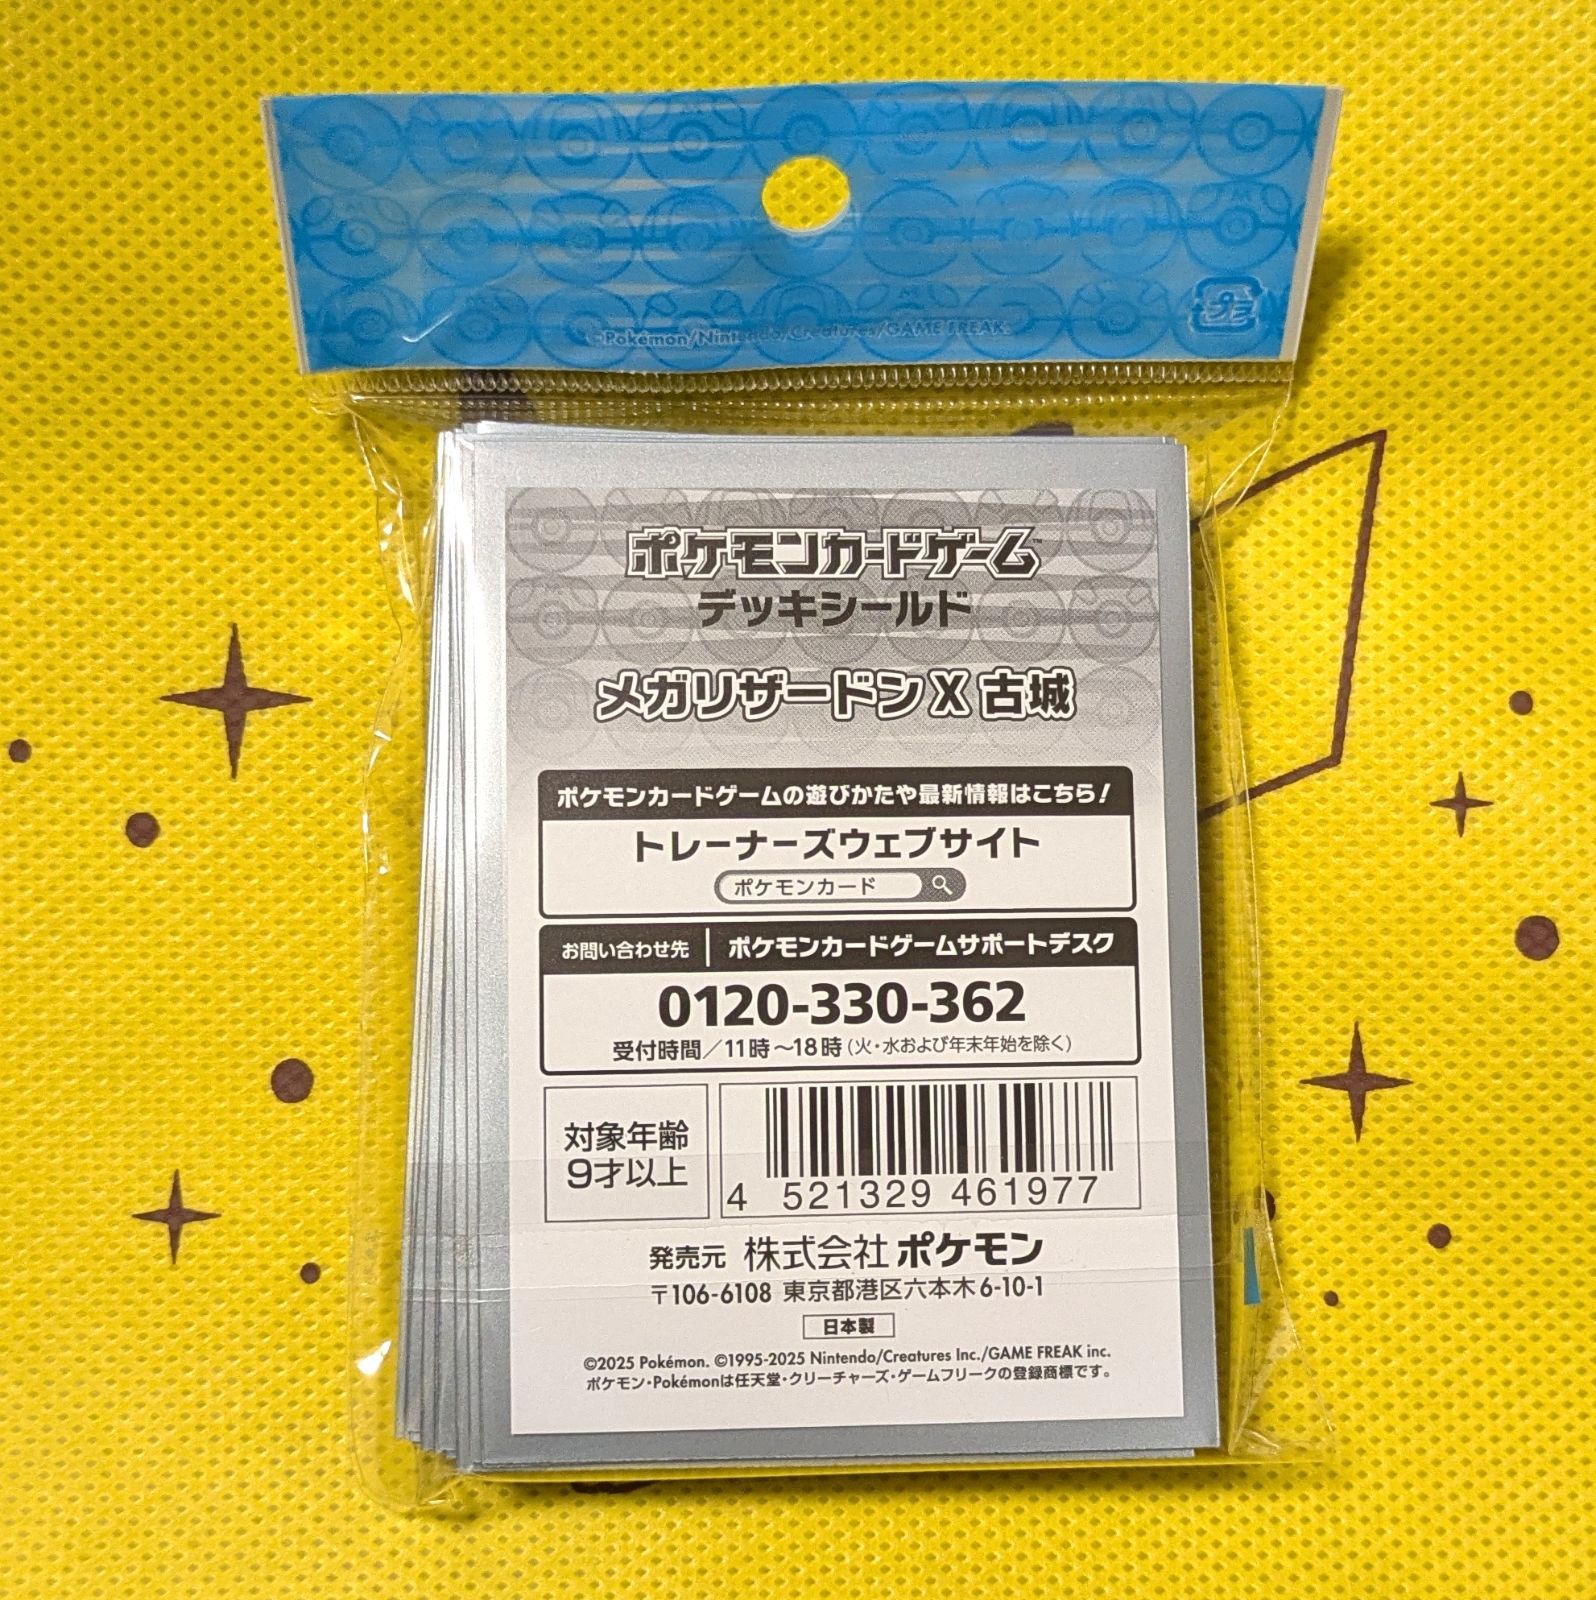 ©Pokémon/Nintendo/Creatures/GAME FREAK
プラ
ポケモンカードゲーム™
デッキシールド
メガリザードンX 古城
ポケモンカードゲームの遊びかたや最新情報はこちら!
トレーナーズウェブサイト
ポケモンカード
お問い合わせ先 ポケモンカードゲームサポートデスク
0120-330-362
受付時間/11時〜18時(火・水および年末年始を除く)
対象年齢
9才以上
4 521329 461977
発売元 株式会社ポケモン
〒106-6108 東京都港区六本木6-10-1
日本製
©2025 Pokémon. ©1995-2025 Nintendo/Creatures Inc./GAME FREAK inc.
ポケモン・Pokémonは任天堂・クリーチャーズ・ゲームフリークの登録商標です。